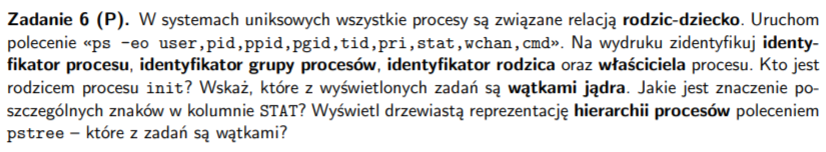 Zadanie 6 (P). W systemach uniksowych wszystkie procesy są związane relacją rodzic-dziecko. Uruchom
polecenie «ps -eo user,pid,ppid,pgid,tid,pri,stat,wchan,cmd». Na wydruku zidentyfikuj identy-
fikator procesu, identyfikator grupy procesów, identyfikator rodzica oraz właściciela procesu. Kto jest
rodzicem procesu init? Wskaż, które z wyświetlonych zadań są wątkami jądra. Jakie jest znaczenie po-
szczególnych znaków w kolumnie STAT? Wyświetl drzewiastą reprezentację hierarchii procesów poleceniem
pstree – które z zadań są wątkami?